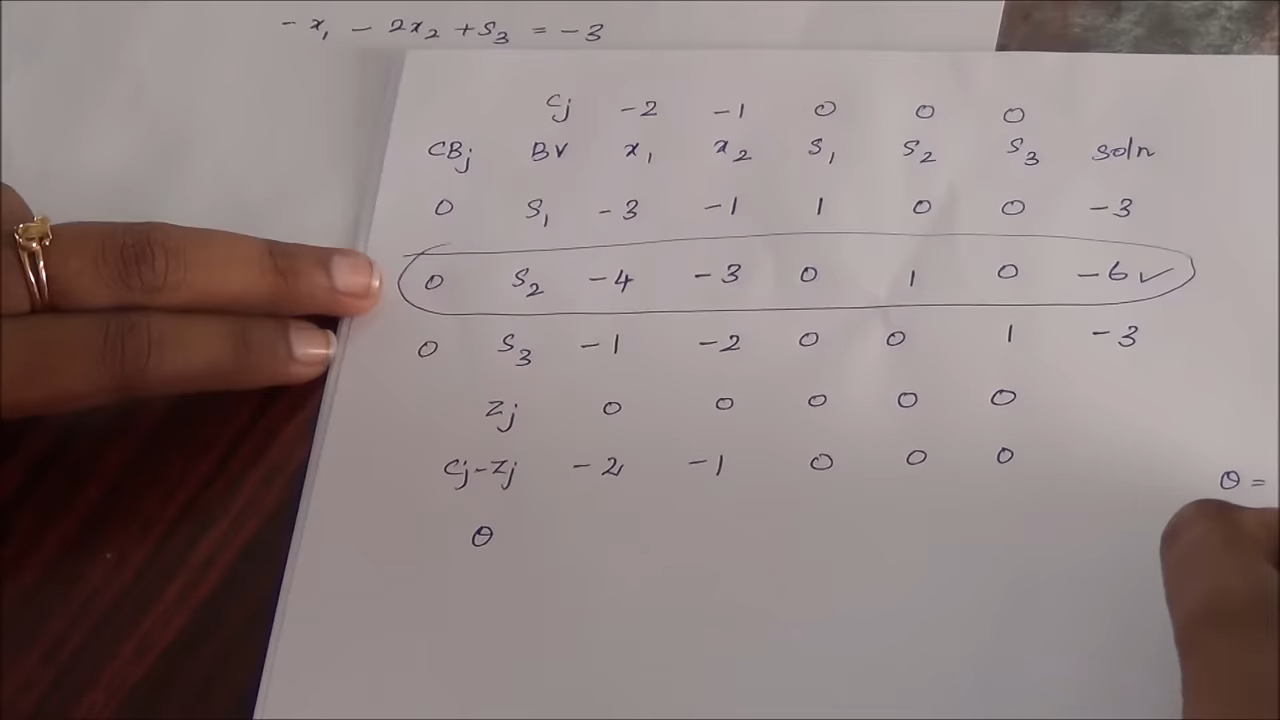 - x₁ - 2x₂ + S₃ = -3
Cj -2 -1 0 0 0
CBj BV x₁ x₂ S₁ S₂ S₃ soln
0 S₁ -3 -1 1 0 0 -3
0 S₂ -4 -3 0 1 0 -6 ✓
0 S₃ -1 -2 0 0 1 -3
Zj 0 0 0 0 0
Cj-Zj -2 -1 0 0 0
θ =
θ